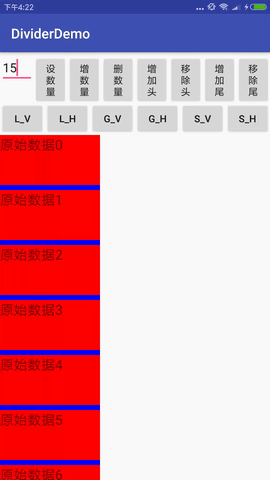 下午4:22
DividerDemo
15 设数量 增数量 删数量 增加头 移除头 增加尾 移除尾
L_V L_H G_V G_H S_V S_H
原始数据0
原始数据1
原始数据2
原始数据3
原始数据4
原始数据5
原始数据6